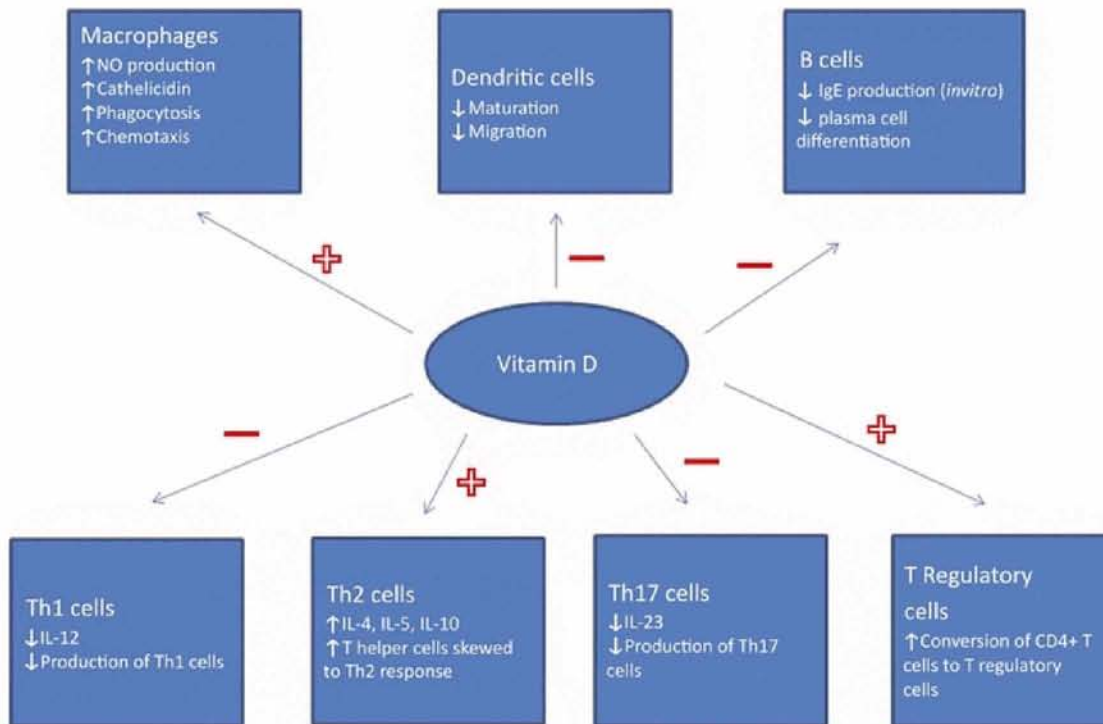 Macrophages
↑NO production
↑Cathelicidin
↑Phagocytosis
↑Chemotaxis
Dendritic cells
↓ Maturation
↓ Migration
B cells
↓ IgE production (invitro)
↓ plasma cell
differentiation
Vitamin D
Th1 cells
↓IL-12
↓Production of Th1 cells
Th2 cells
↑IL-4, IL-5, IL-10
↑T helper cells skewed
to Th2 response
Th17 cells
↓IL-23
↓Production of Th17
cells
T Regulatory
cells
↑Conversion of CD4+ T
cells to T regulatory
cells